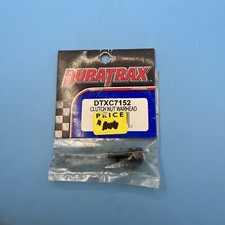 DURATRAX
DTXC7152
CLUTCH NUT WARHEAD
PRICE